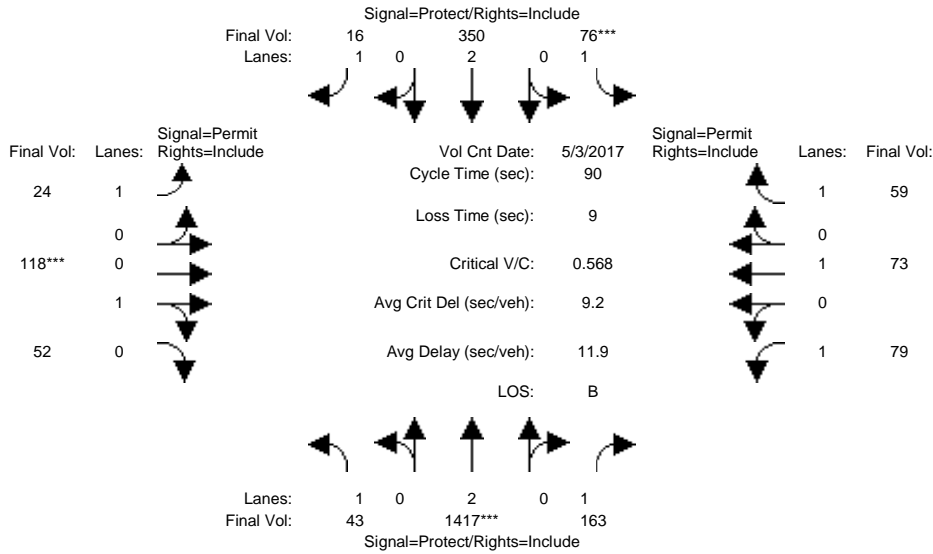 Signal=Protect/Rights=Include
Final Vol: 16 350 76***
Lanes: 1 0 2 0 1
Signal=Permit Signal=Permit
Final Vol: Lanes: Rights=Include Vol Cnt Date: 5/3/2017 Rights=Include Lanes: Final Vol:
Cycle Time (sec): 90
24 1 1 59
Loss Time (sec): 9
0 0
118*** 0 Critical V/C: 0.568 1 73
1 Avg Crit Del (sec/veh): 9.2 0
52 0 Avg Delay (sec/veh): 11.9 1 79
LOS: B
Lanes: 1 0 2 0 1
Final Vol: 43 1417*** 163
Signal=Protect/Rights=Include